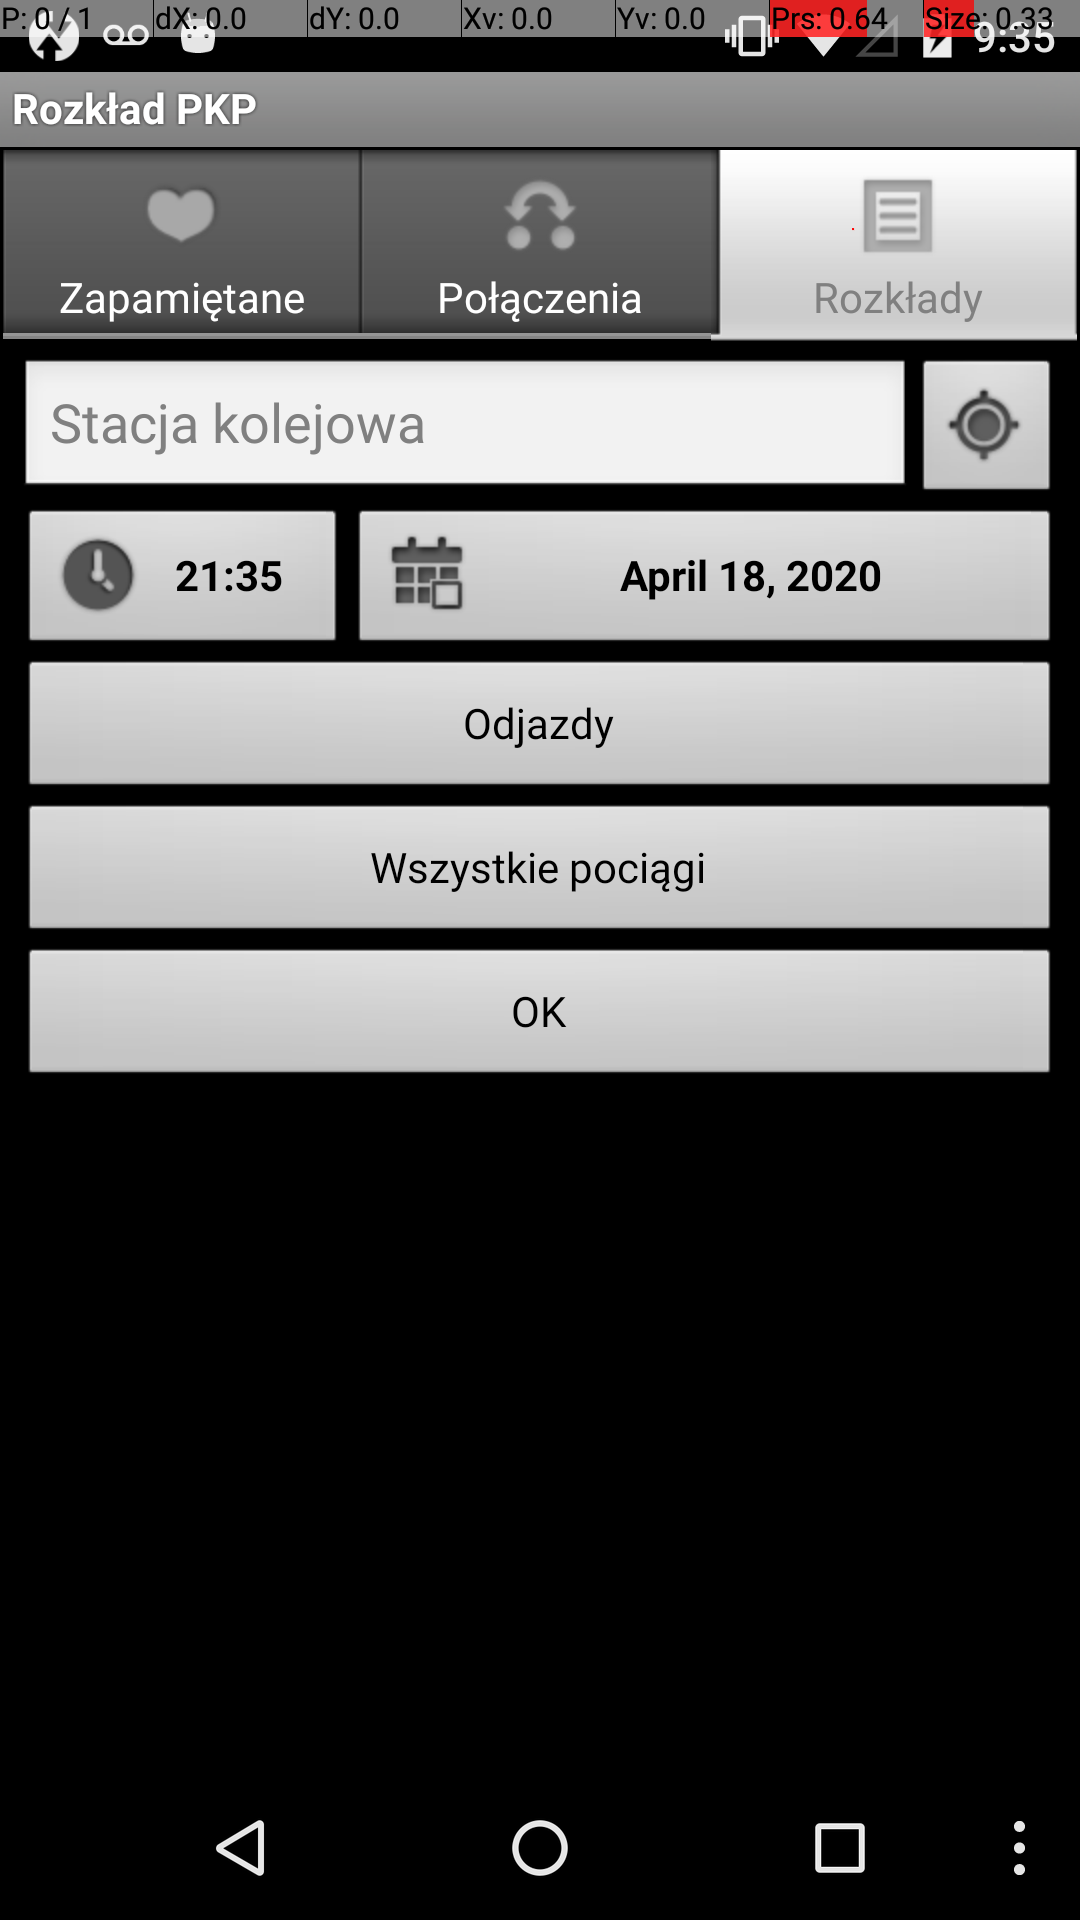 P: 0 / 1 dX: 0.0 dY: 0.0 Xv: 0.0 Yv: 0.0 Prs: 0.64 Size: 0.33
9:35
Rozkład PKP
Zapamiętane Połączenia Rozkłady
Stacja kolejowa
21:35 April 18, 2020
Odjazdy
Wszystkie pociągi
OK